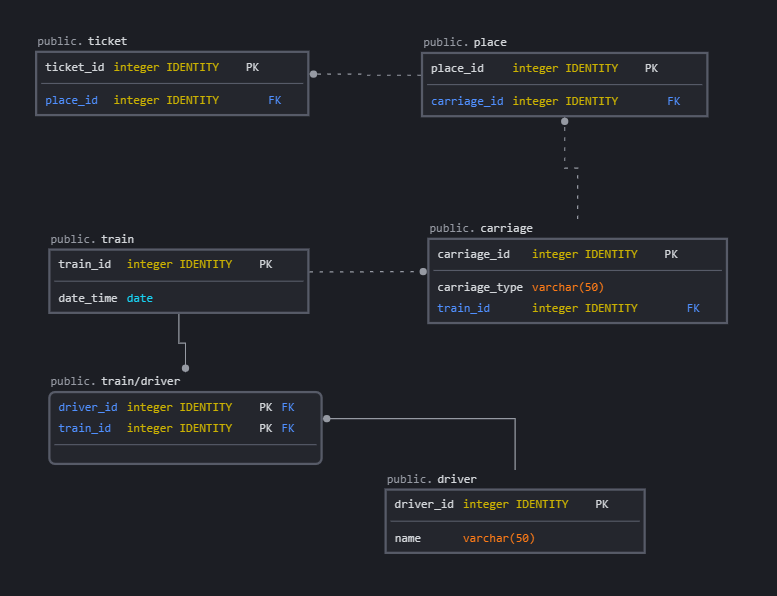 public. ticket
ticket_id integer IDENTITY PK
place_id integer IDENTITY FK
public. place
place_id integer IDENTITY PK
carriage_id integer IDENTITY FK
public. train
train_id integer IDENTITY PK
date_time date
public. carriage
carriage_id integer IDENTITY PK
carriage_type varchar(50)
train_id integer IDENTITY FK
public. train/driver
driver_id integer IDENTITY PK FK
train_id integer IDENTITY PK FK
public. driver
driver_id integer IDENTITY PK
name varchar(50)